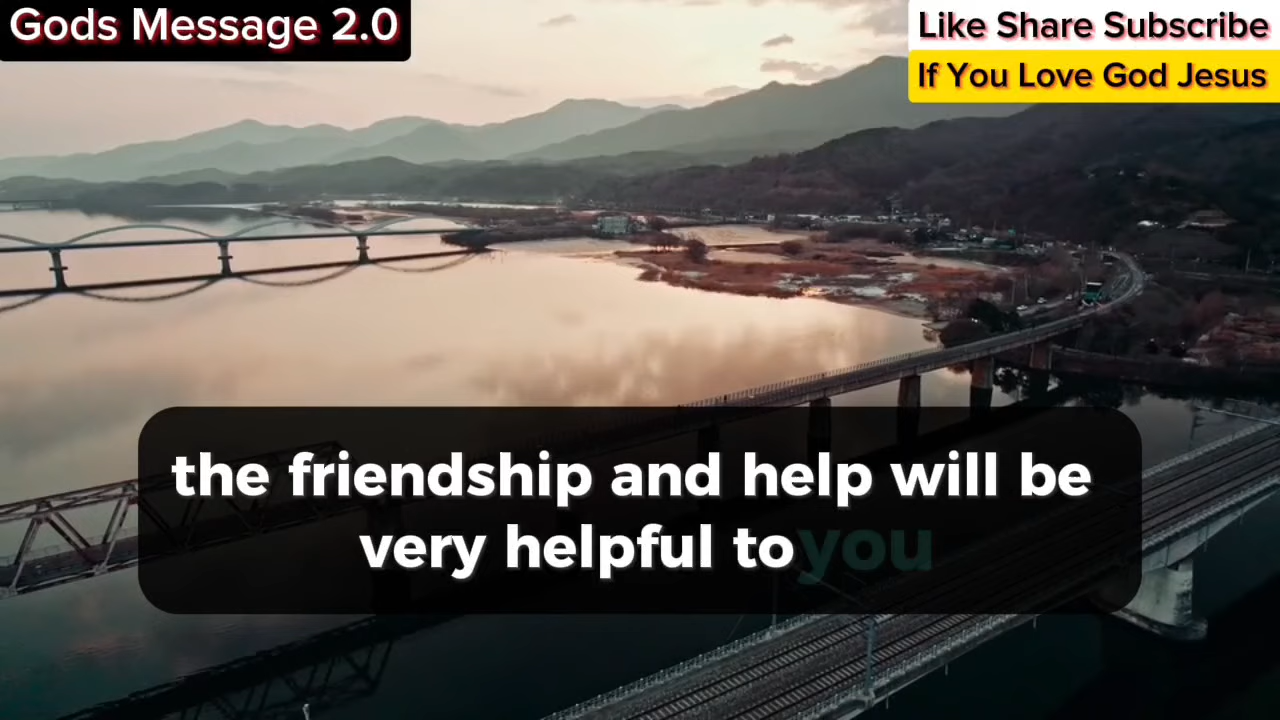 Gods Message 2.0
Like Share Subscribe
If You Love God Jesus
the friendship and help will be
very helpful to you